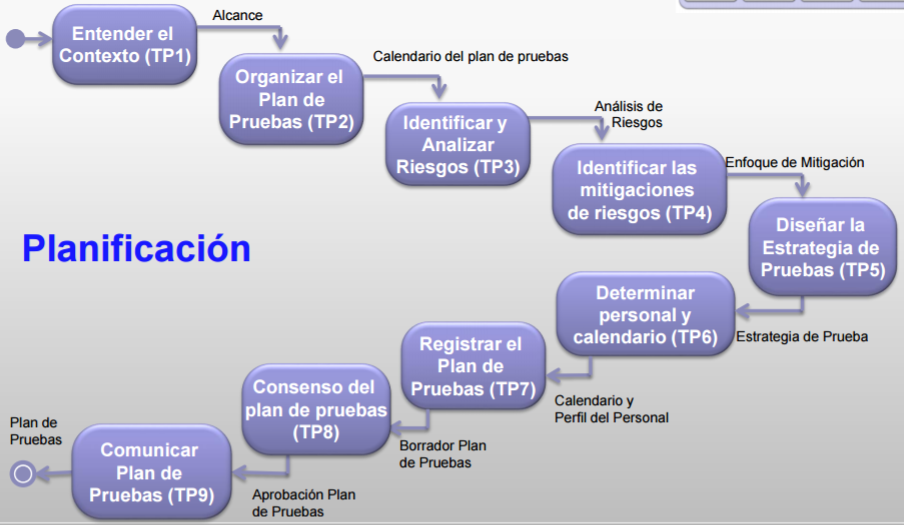 Entender el
Contexto (TP1)
Alcance
Organizar el
Plan de
Pruebas (TP2)
Calendario del plan de pruebas
Identificar y
Analizar
Riesgos (TP3)
Análisis de
Riesgos
Identificar las
mitigaciones
de riesgos (TP4)
Enfoque de Mitigación
Diseñar la
Estrategia de
Pruebas (TP5)
Planificación
Estrategia de Prueba
Determinar
personal y
calendario (TP6)
Calendario y
Perfil del Personal
Registrar el
Plan de
Pruebas (TP7)
Borrador Plan
de Pruebas
Consenso del
plan de pruebas
(TP8)
Aprobación Plan
de Pruebas
Comunicar
Plan de
Pruebas (TP9)
Plan de
Pruebas